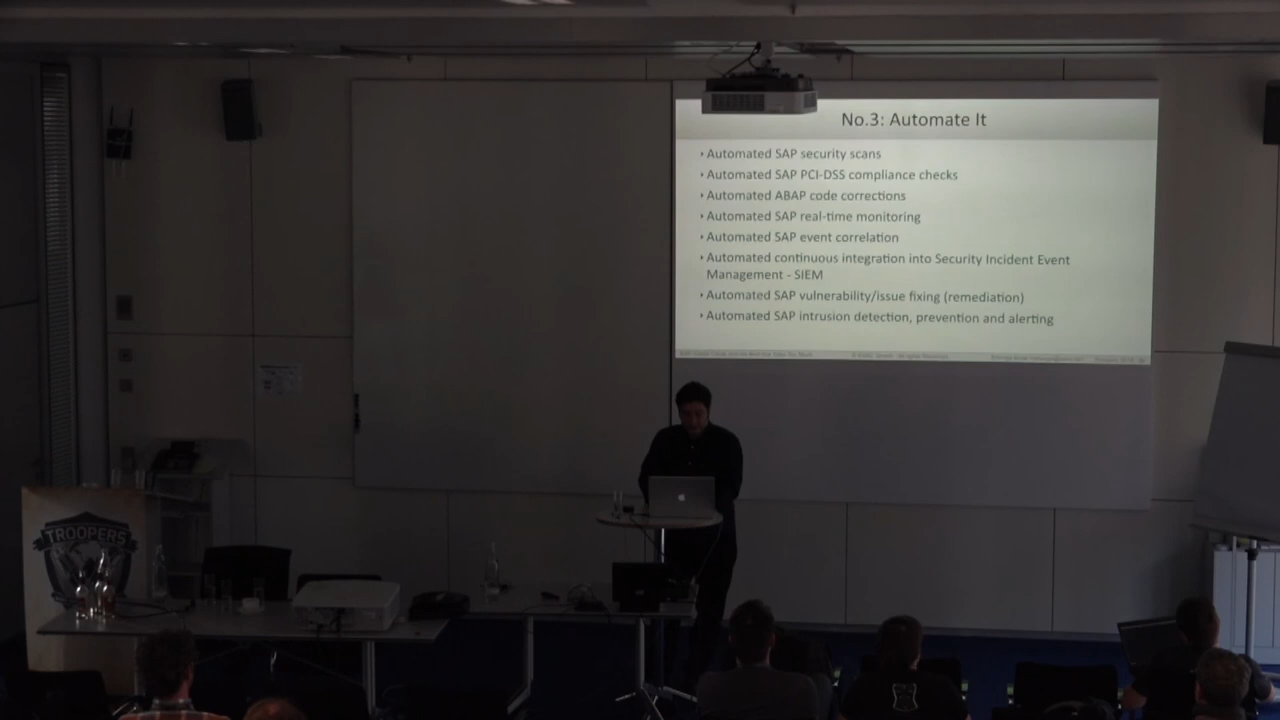 No.3: Automate It
Automated SAP security scans
Automated SAP PCI-DSS compliance checks
Automated ABAP code corrections
Automated SAP real-time monitoring
Automated SAP event correlation
Automated continuous integration into Security Incident Event
Management - SIEM
Automated SAP vulnerability/issue fixing (remediation)
Automated SAP intrusion detection, prevention and alerting
TROOPERS